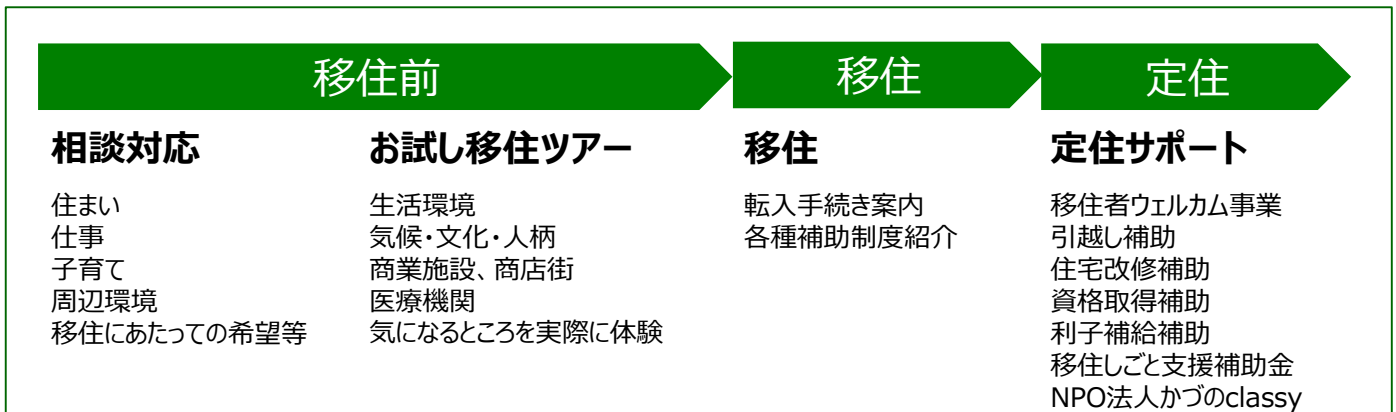 移住前
移住
定住
相談対応
住まい
仕事
子育て
周辺環境
移住にあたっての希望等
お試し移住ツアー
生活環境
気候・文化・人柄
商業施設、商店街
医療機関
気になるところを実際に体験
移住
転入手続き案内
各種補助制度紹介
定住サポート
移住者ウェルカム事業
引越し補助
住宅改修補助
資格取得補助
利子補給補助
移住しごと支援補助金
NPO法人かづのclassy